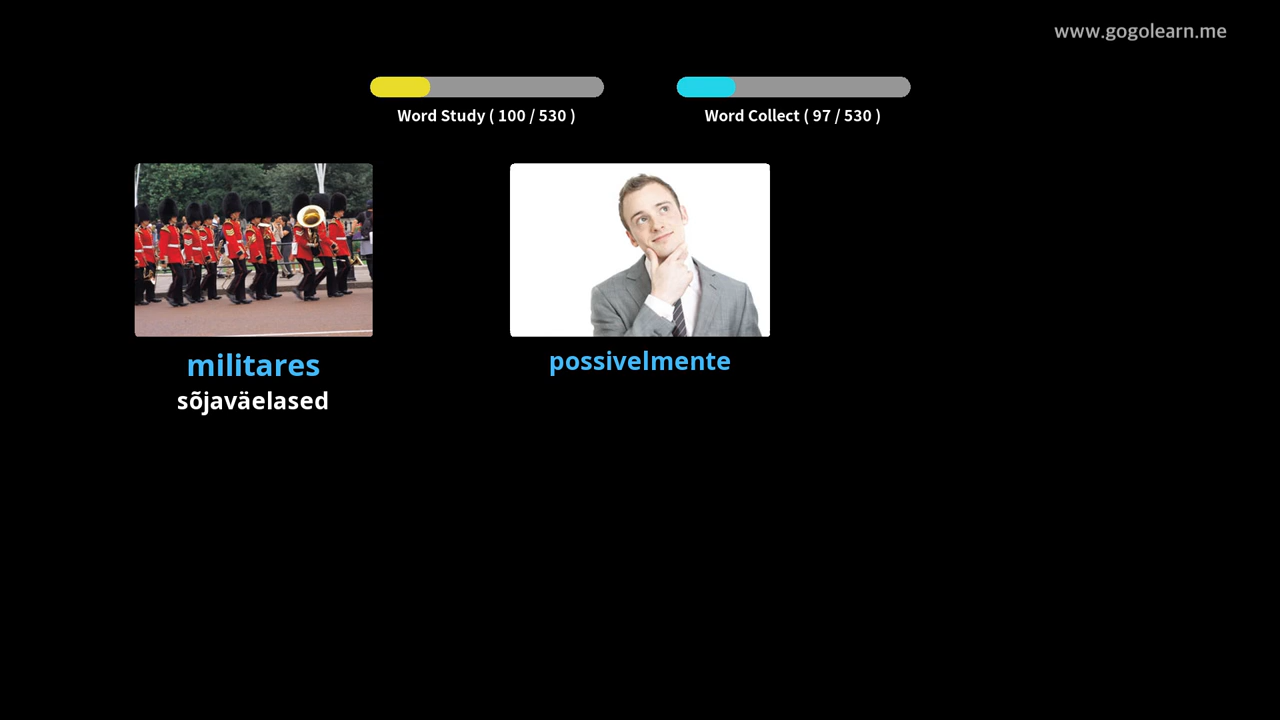 www.gogolearn.me
Word Study ( 100 / 530 )
Word Collect ( 97 / 530 )
militares
sõjaväelased
possivelmente